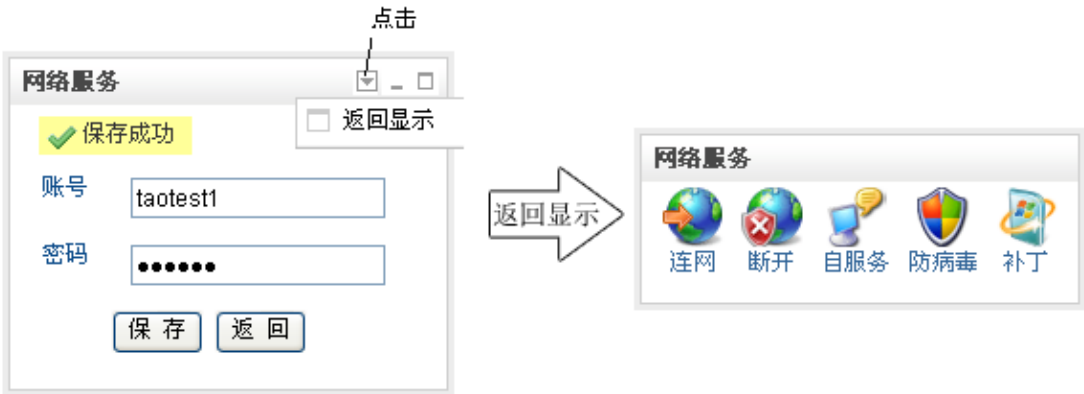 点击
网络服务
返回显示
保存成功
账号
taotest1
密码
●●●●●●
保 存
返 回
返回显示
网络服务
连网
断开
自服务
防病毒
补丁